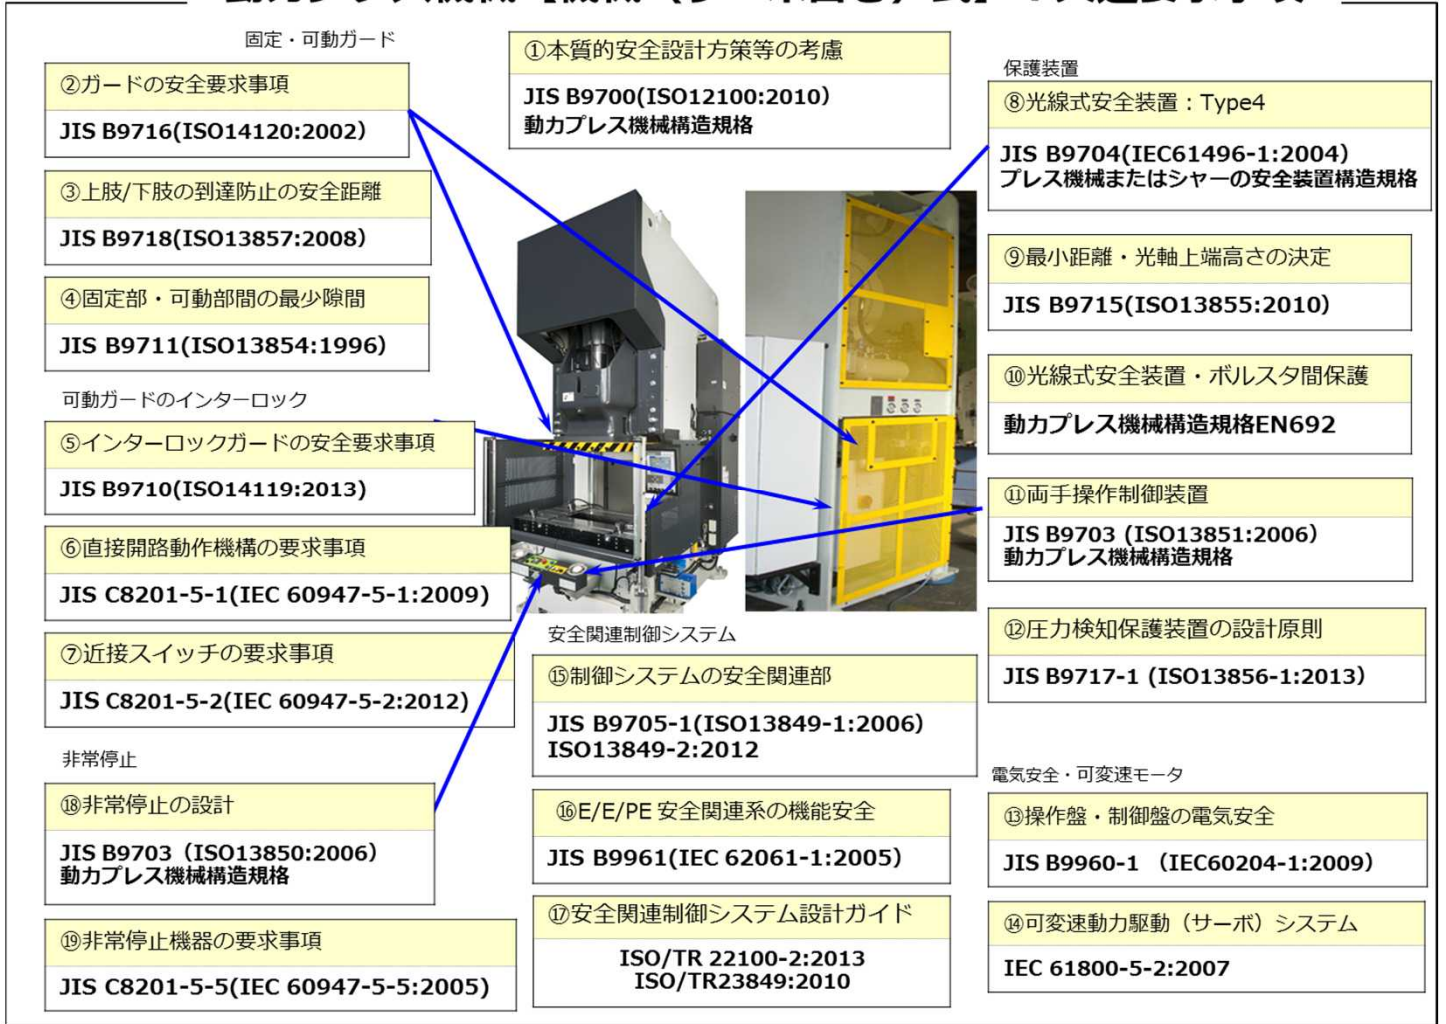 固定・可動ガード
②ガードの安全要求事項
JIS B9716(ISO14120:2002)
③上肢/下肢の到達防止の安全距離
JIS B9718(ISO13857:2008)
④固定部・可動部間の最少隙間
JIS B9711(ISO13854:1996)
可動ガードのインターロック
⑤インターロックガードの安全要求事項
JIS B9710(ISO14119:2013)
⑥直接開路動作機構の要求事項
JIS C8201-5-1(IEC 60947-5-1:2009)
⑦近接スイッチの要求事項
JIS C8201-5-2(IEC 60947-5-2:2012)
非常停止
⑱非常停止の設計
JIS B9703（ISO13850:2006)
動力プレス機械構造規格
⑲非常停止機器の要求事項
JIS C8201-5-5(IEC 60947-5-5:2005)
①本質的安全設計方策等の考慮
JIS B9700(ISO12100:2010)
動力プレス機械構造規格
安全関連制御システム
⑮制御システムの安全関連部
JIS B9705-1(ISO13849-1:2006)
ISO13849-2:2012
⑯E/E/PE 安全関連系の機能安全
JIS B9961(IEC 62061-1:2005)
⑰安全関連制御システム設計ガイド
ISO/TR 22100-2:2013
ISO/TR23849:2010
保護装置
⑧光線式安全装置：Type4
JIS B9704(IEC61496-1:2004)
プレス機械またはシャーの安全装置構造規格
⑨最小距離・光軸上端高さの決定
JIS B9715(ISO13855:2010)
⑩光線式安全装置・ボルスタ間保護
動力プレス機械構造規格EN692
⑪両手操作制御装置
JIS B9703 (ISO13851:2006)
動力プレス機械構造規格
⑫圧力検知保護装置の設計原則
JIS B9717-1 (ISO13856-1:2013)
電気安全・可変速モータ
⑬操作盤・制御盤の電気安全
JIS B9960-1 （IEC60204-1:2009)
⑭可変速動力駆動（サーボ）システム
IEC 61800-5-2:2007